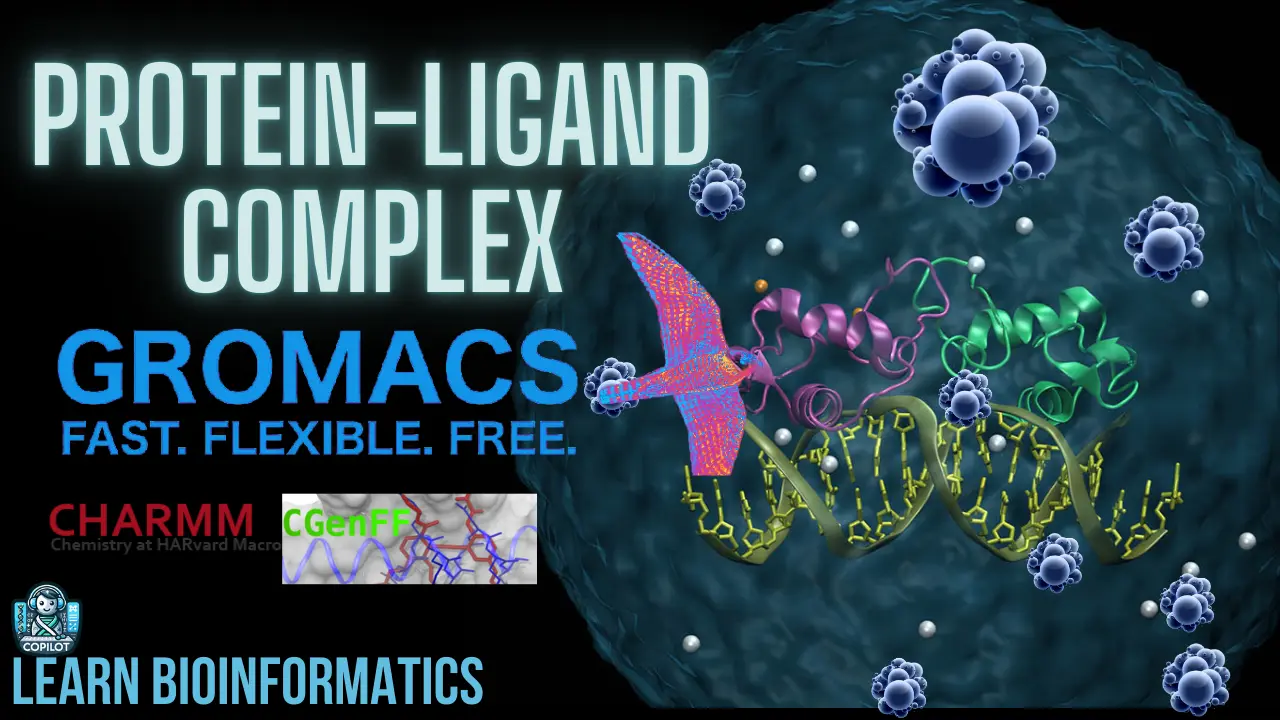 PROTEIN-LIGAND
COMPLEX
GROMACS
FAST. FLEXIBLE. FREE.
CHARMM
Chemistry at HARvard Macro
CGenFF
COPILOT
LEARN BIOINFORMATICS